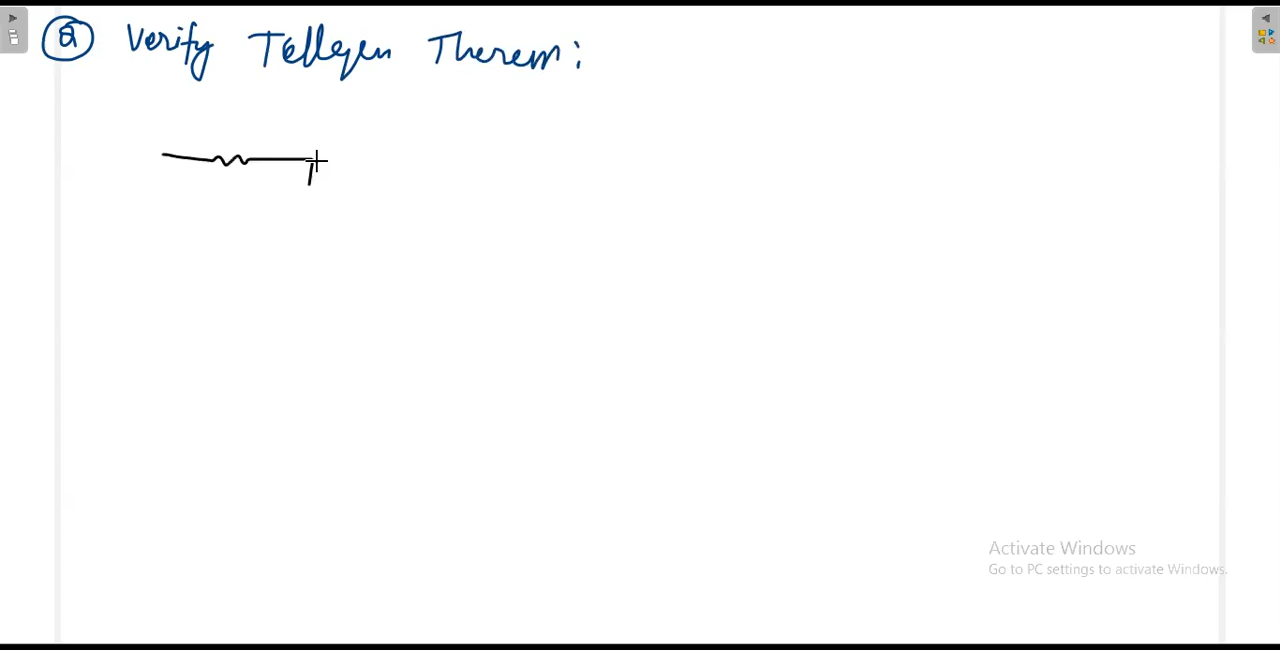 Q Verify Tellegen Therem:
Activate Windows
Go to PC settings to activate Windows.